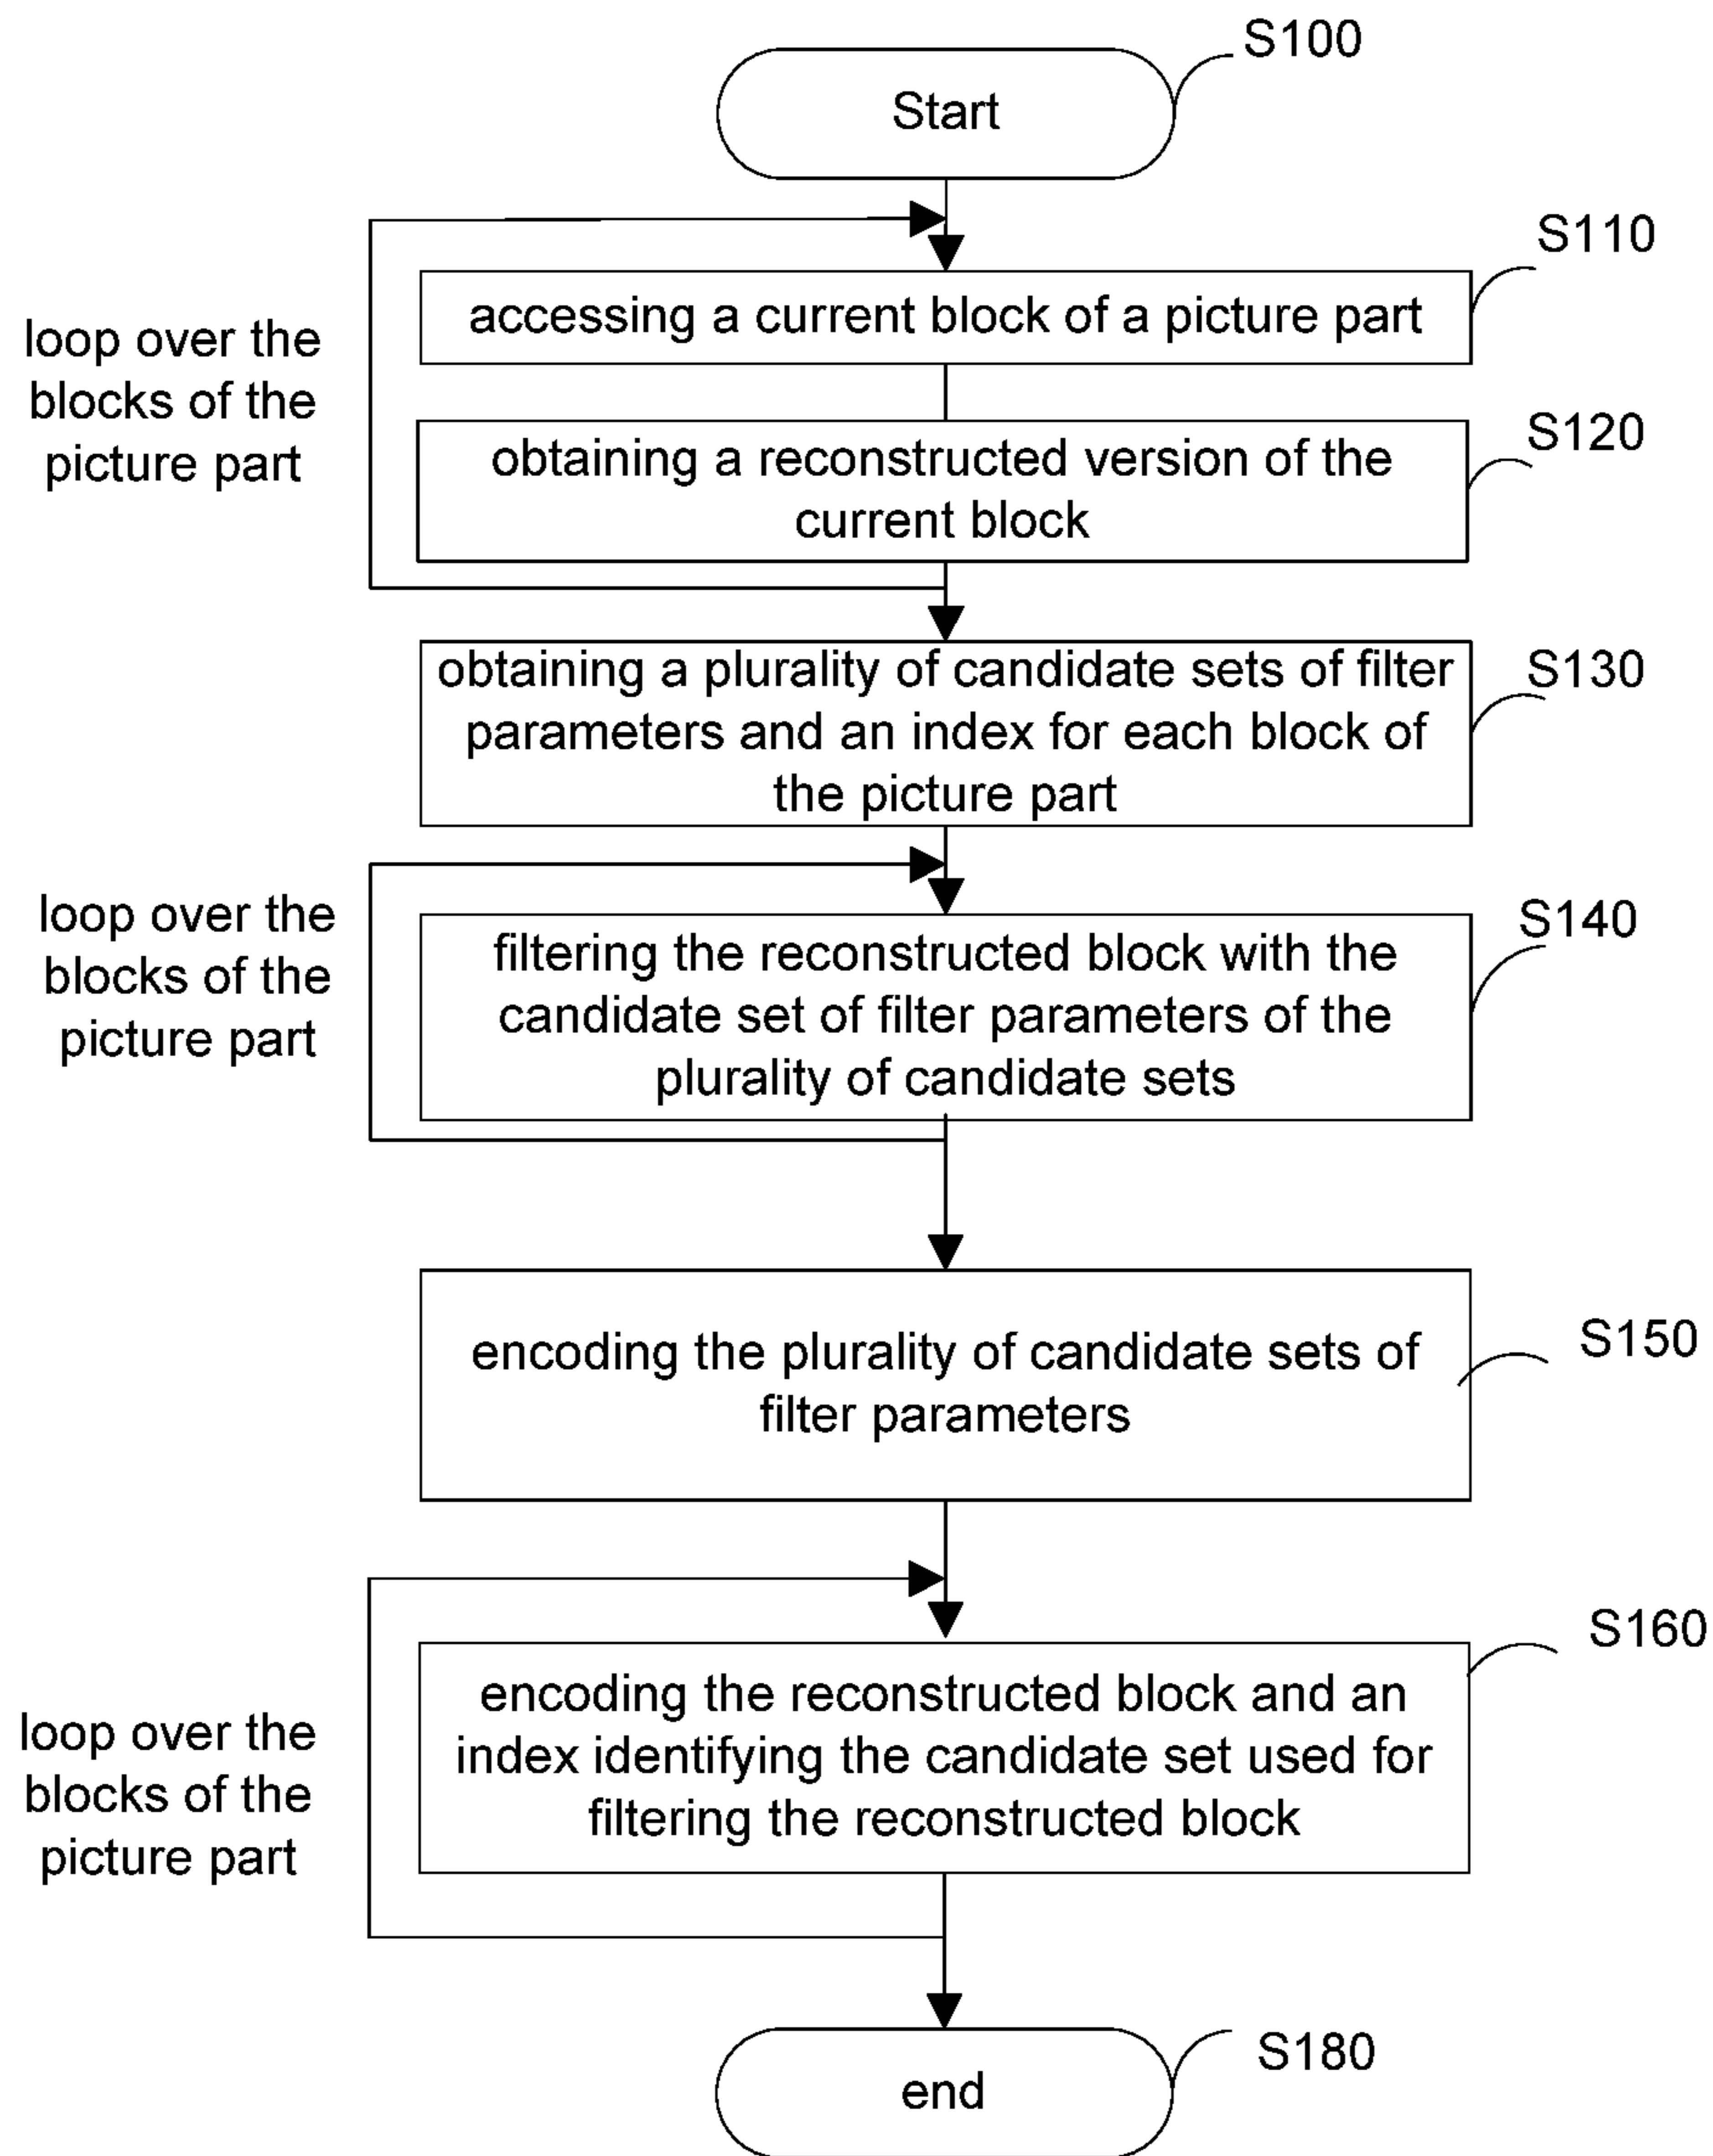 S100
Start
S110
accessing a current block of a picture part
loop over the
blocks of the
picture part
S120
obtaining a reconstructed version of the
current block
S130
obtaining a plurality of candidate sets of filter
parameters and an index for each block of
the picture part
loop over the
blocks of the
picture part
S140
filtering the reconstructed block with the
candidate set of filter parameters of the
plurality of candidate sets
S150
encoding the plurality of candidate sets of
filter parameters
S160
encoding the reconstructed block and an
index identifying the candidate set used for
filtering the reconstructed block
loop over the
blocks of the
picture part
S180
end